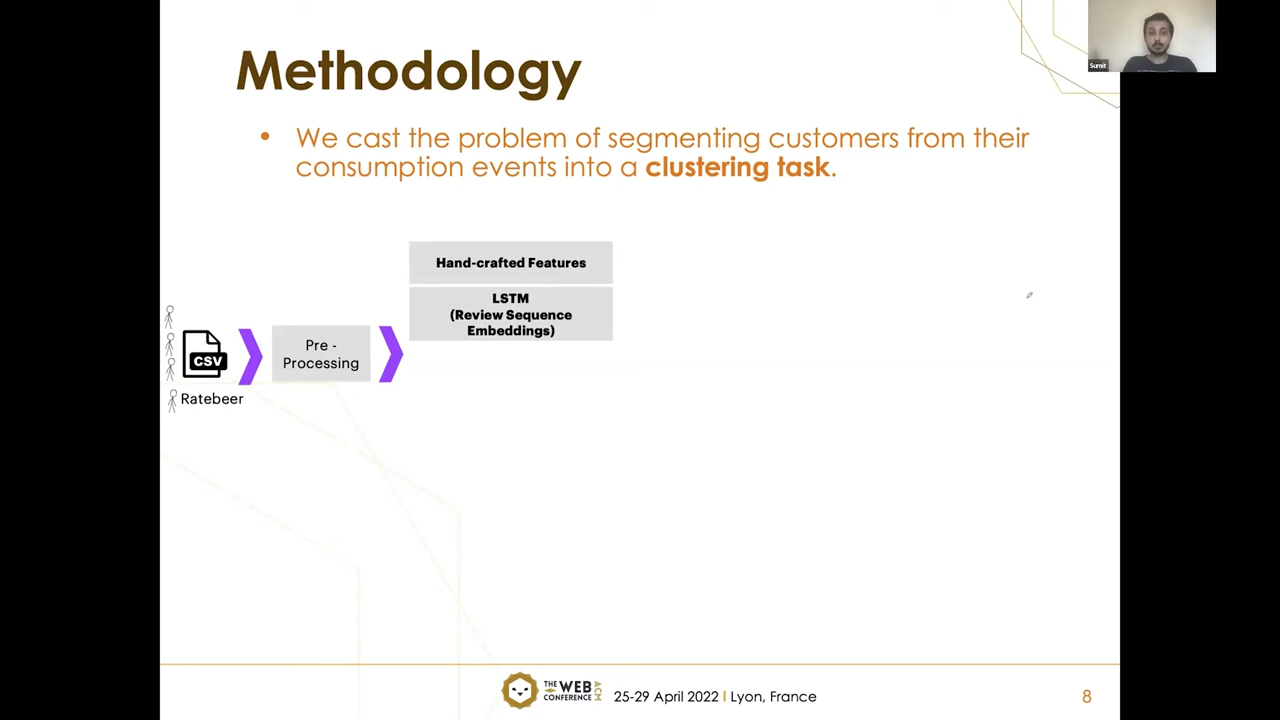 Methodology
Sumit
• We cast the problem of segmenting customers from their
consumption events into a clustering task.
Hand-crafted Features
LSTM
(Review Sequence
Embeddings)
CSV
Pre -
Processing
Ratebeer
THE WEB CONFERENCE ACM
25-29 April 2022 I Lyon, France
8